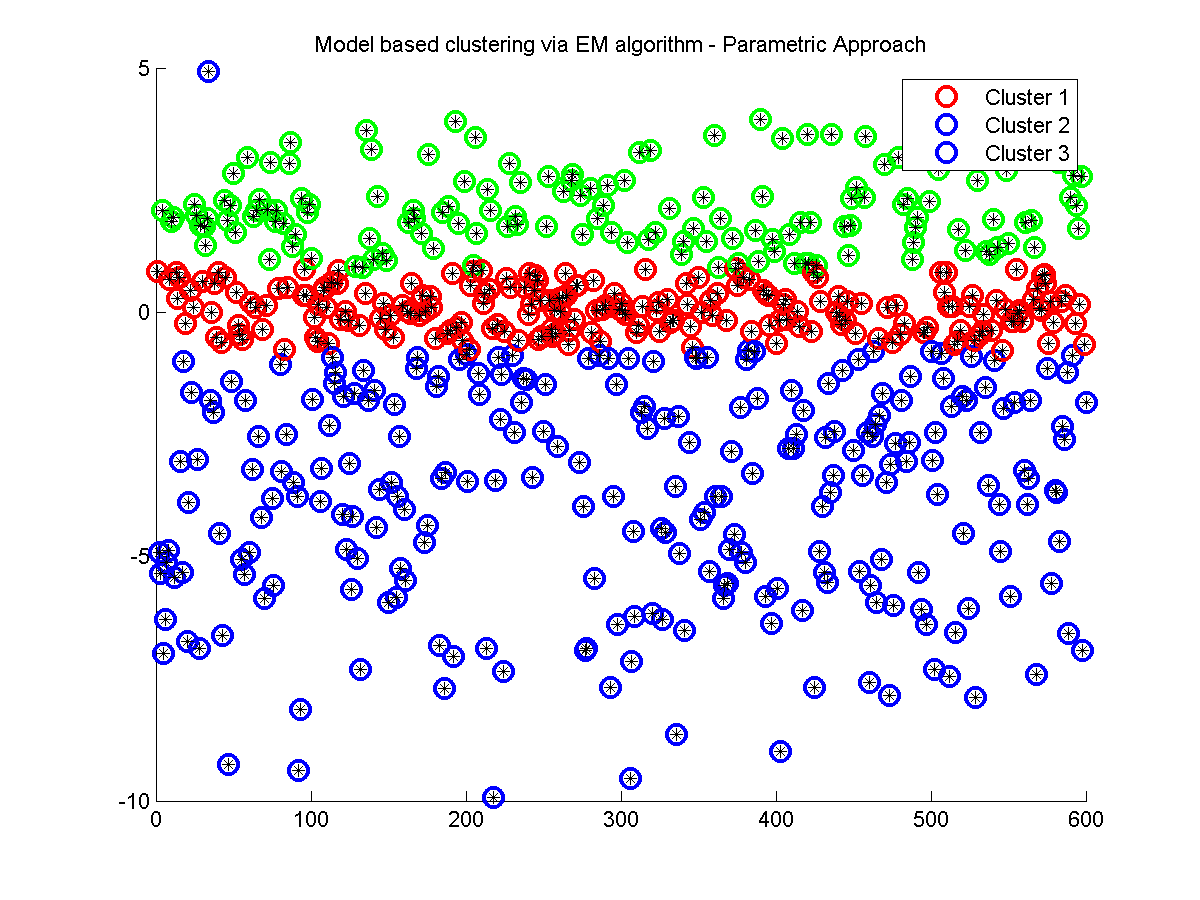 Model based clustering via EM algorithm - Parametric Approach
5
Cluster 1
Cluster 2
Cluster 3
0
-5
-10
0 100 200 300 400 500 600